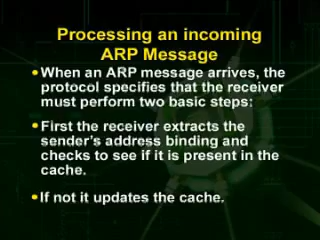 Processing an incoming
ARP Message
• When an ARP message arrives, the
protocol specifies that the receiver
must perform two basic steps:
• First the receiver extracts the
sender's address binding and
checks to see if it is present in the
cache.
• If not it updates the cache.